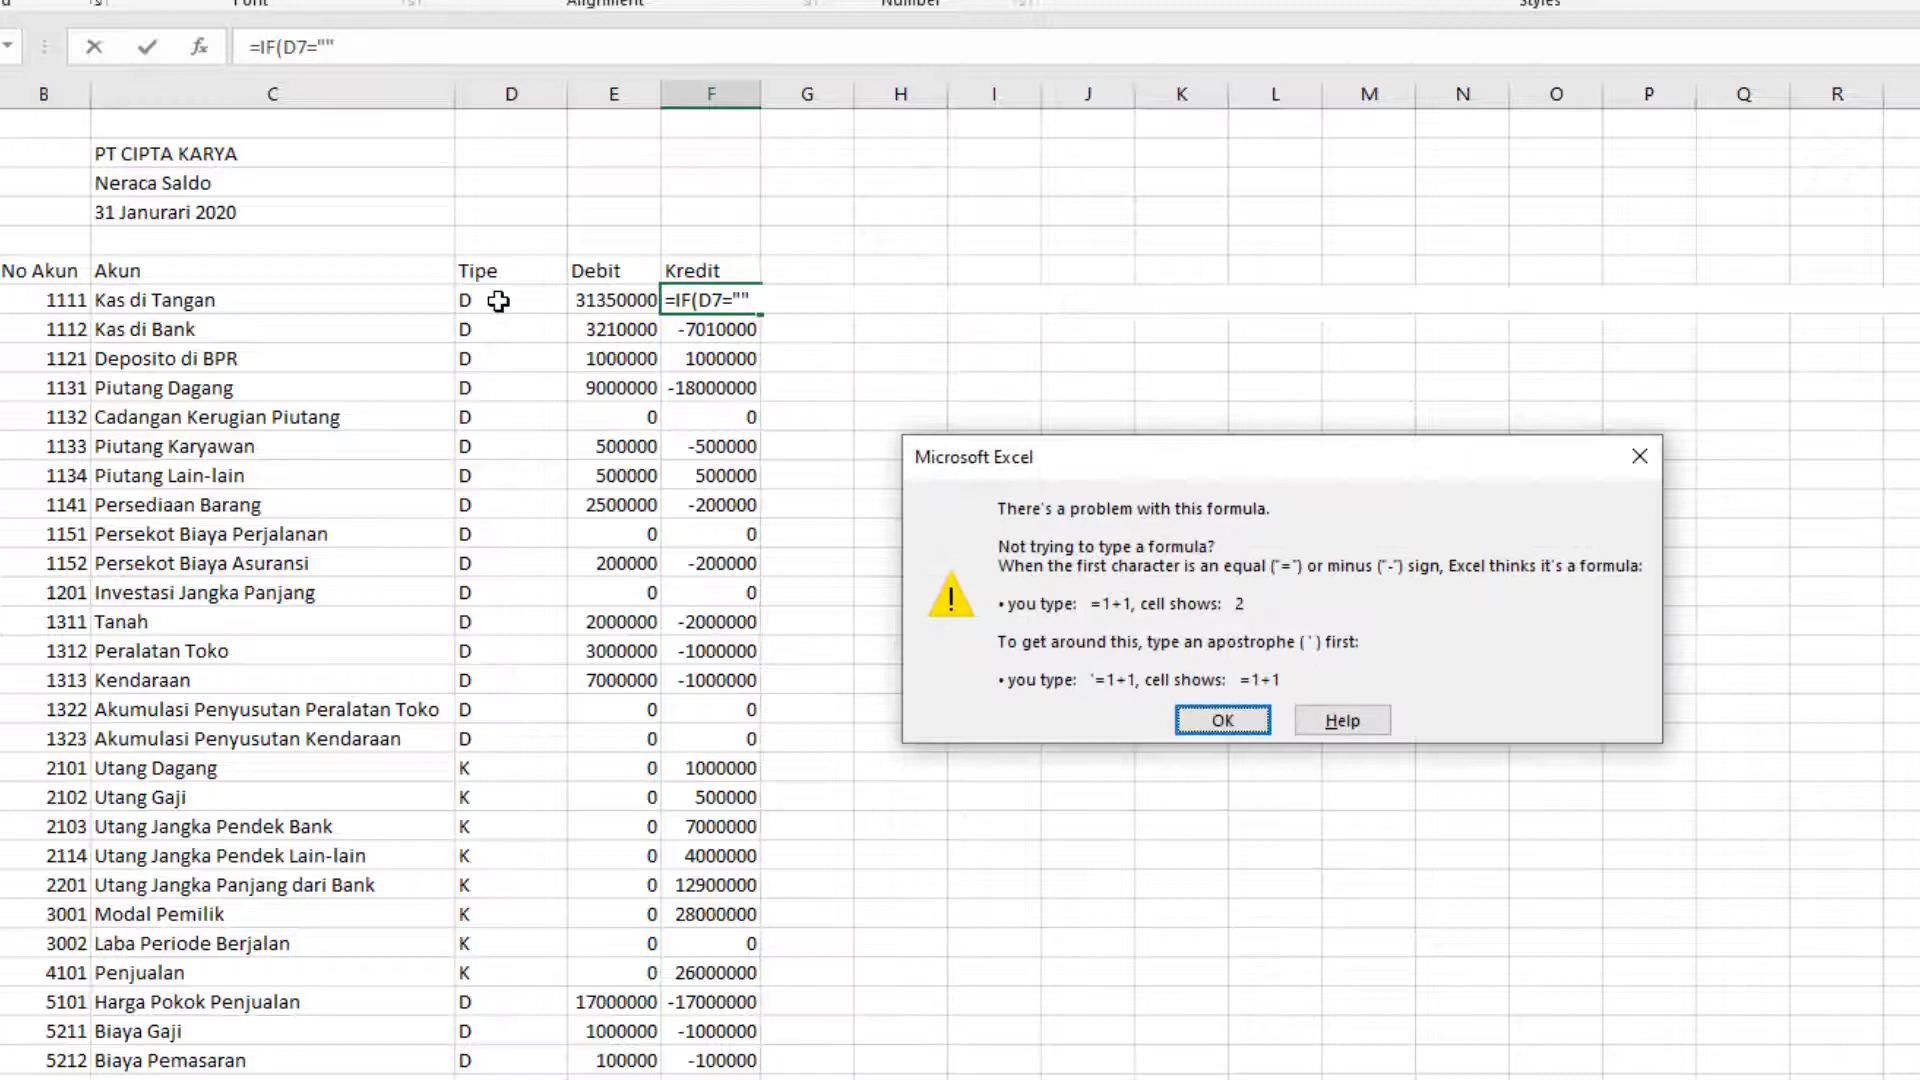 Font Alignment Number Styles
fx =IF(D7=""
B C D E F G H I J K L M N O P Q R
PT CIPTA KARYA
Neraca Saldo
31 Janurari 2020
No Akun Akun Tipe Debit Kredit
1111 Kas di Tangan D 31350000 =IF(D7=""
1112 Kas di Bank D 3210000 -7010000
1121 Deposito di BPR D 1000000 1000000
1131 Piutang Dagang D 9000000 -18000000
1132 Cadangan Kerugian Piutang D 0 0
1133 Piutang Karyawan D 500000 -500000
1134 Piutang Lain-lain D 500000 500000
1141 Persediaan Barang D 2500000 -200000
1151 Persekot Biaya Perjalanan D 0 0
1152 Persekot Biaya Asuransi D 200000 -200000
1201 Investasi Jangka Panjang D 0 0
1311 Tanah D 2000000 -2000000
1312 Peralatan Toko D 3000000 -1000000
1313 Kendaraan D 7000000 -1000000
1322 Akumulasi Penyusutan Peralatan Toko D 0 0
1323 Akumulasi Penyusutan Kendaraan D 0 0
2101 Utang Dagang K 0 1000000
2102 Utang Gaji K 0 500000
2103 Utang Jangka Pendek Bank K 0 7000000
2114 Utang Jangka Pendek Lain-lain K 0 4000000
2201 Utang Jangka Panjang dari Bank K 0 12900000
3001 Modal Pemilik K 0 28000000
3002 Laba Periode Berjalan K 0 0
4101 Penjualan K 0 26000000
5101 Harga Pokok Penjualan D 17000000 -17000000
5211 Biaya Gaji D 1000000 -1000000
5212 Biaya Pemasaran D 100000 -100000
Microsoft Excel
There's a problem with this formula.
Not trying to type a formula?
When the first character is an equal ("=") or minus ("-") sign, Excel thinks it's a formula:
• you type: =1+1, cell shows: 2
To get around this, type an apostrophe ( ' ) first:
• you type: '=1+1, cell shows: =1+1
OK Help